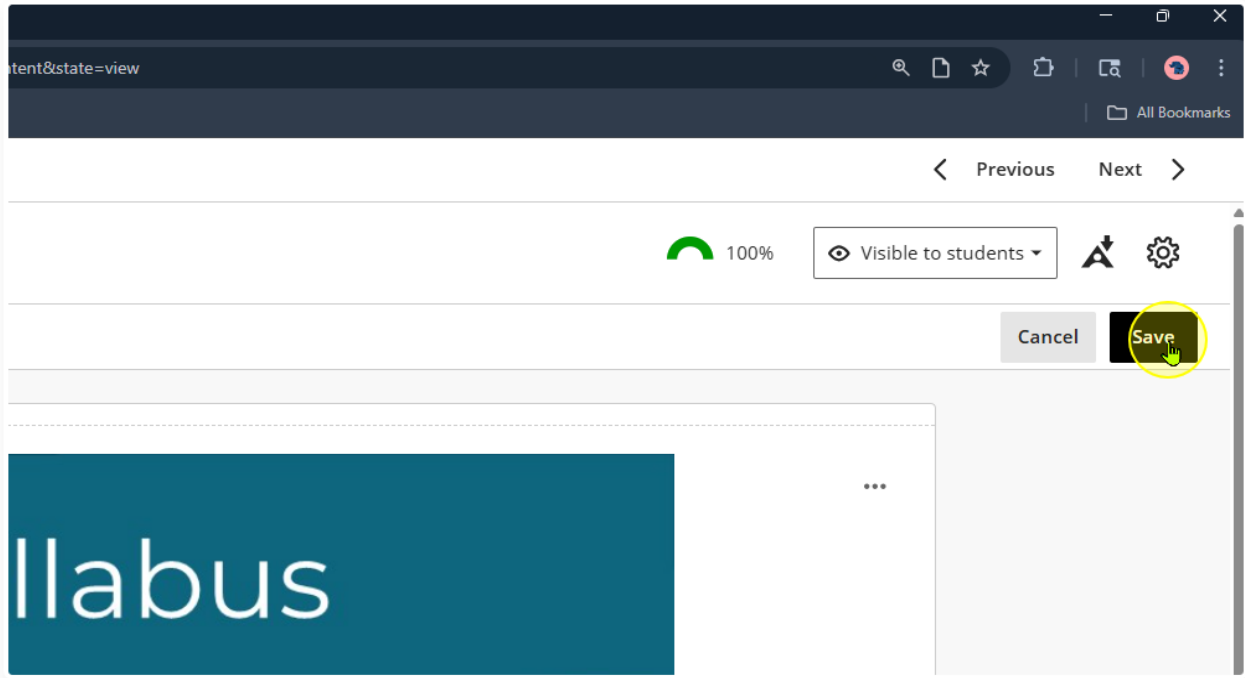 ntent&state=view
All Bookmarks
Previous Next
100% Visible to students
Cancel Save
llabus